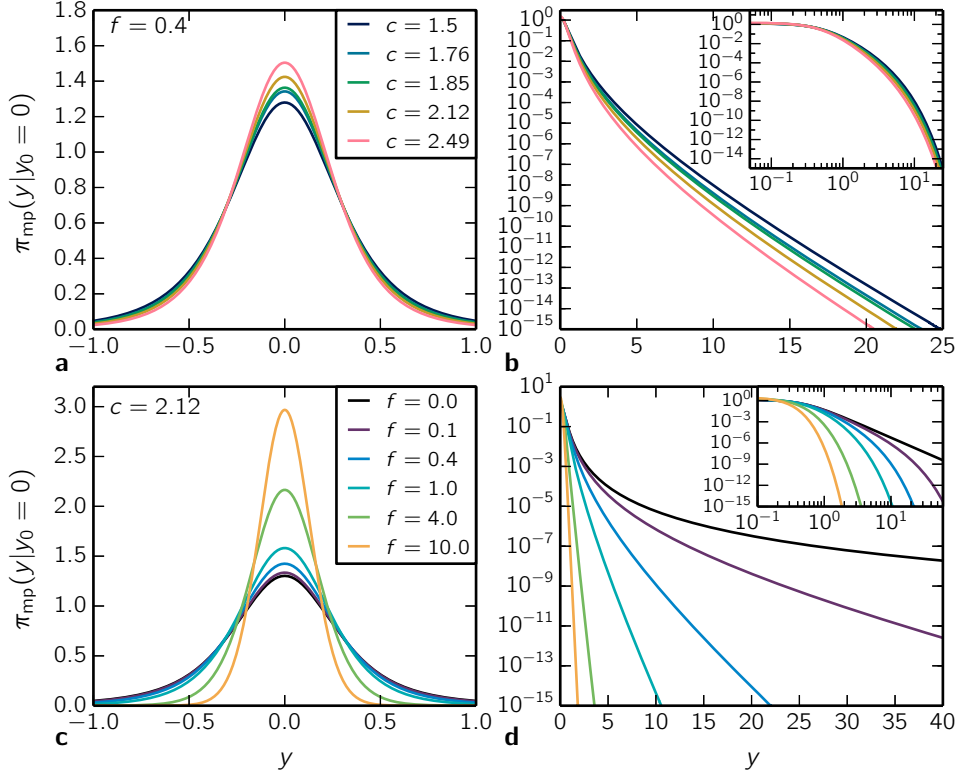 f = 0.4
c = 1.5
c = 1.76
c = 1.85
c = 2.12
c = 2.49
π_mp(y|y_0 = 0)
1.8
1.6
1.4
1.2
1.0
0.8
0.6
0.4
0.2
0.0
−1.0 −0.5 0.0 0.5 1.0
a
10^0
10^−1
10^−2
10^−3
10^−4
10^−5
10^−6
10^−7
10^−8
10^−9
10^−10
10^−11
10^−12
10^−13
10^−14
10^−15
0 5 10 15 20 25
10^0
10^−2
10^−4
10^−6
10^−8
10^−10
10^−12
10^−14
10^−1 10^0 10^1
b
c = 2.12
f = 0.0
f = 0.1
f = 0.4
f = 1.0
f = 4.0
f = 10.0
π_mp(y|y_0 = 0)
3.0
2.5
2.0
1.5
1.0
0.5
0.0
−1.0 −0.5 0.0 0.5 1.0
c
y
10^1
10^−1
10^−3
10^−5
10^−7
10^−9
10^−11
10^−13
10^−15
0 5 10 15 20 25 30 35 40
10^0
10^−3
10^−6
10^−9
10^−12
10^−15
10^−1 10^0 10^1
d
y